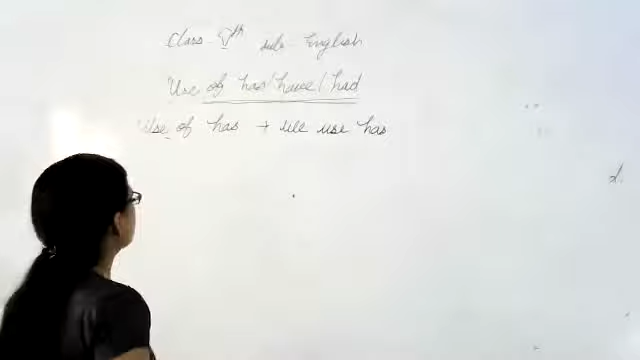 Class - Vth sub - English
Use of has/have/had
Use of has → we use has